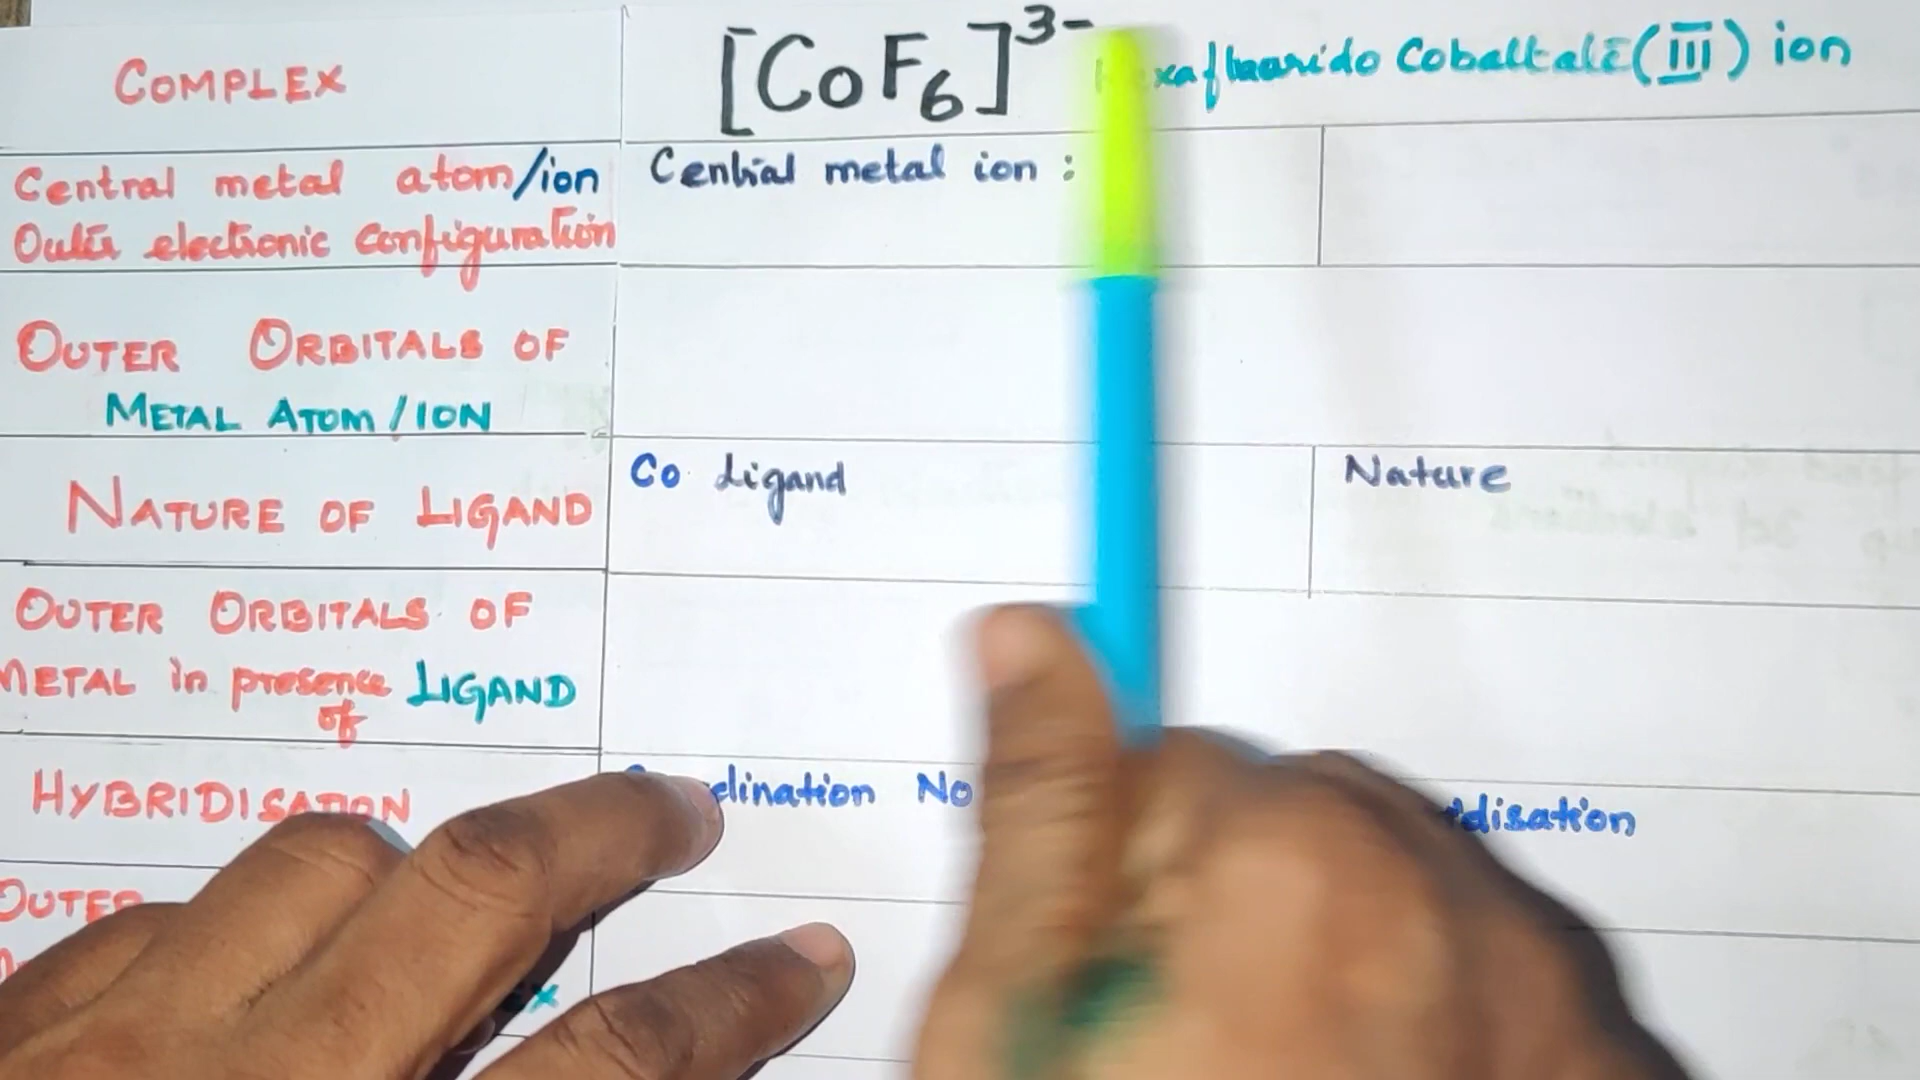 COMPLEX
[CoF6]3-
Cobaltate(III) ion
Central metal atom/ion
Outer electronic configuration
Central metal ion :
OUTER ORBITALS OF
METAL ATOM/ION
NATURE OF LIGAND
Co Ligand
Nature
OUTER ORBITALS OF
METAL in presence of LIGAND
HYBRIDISATION
No